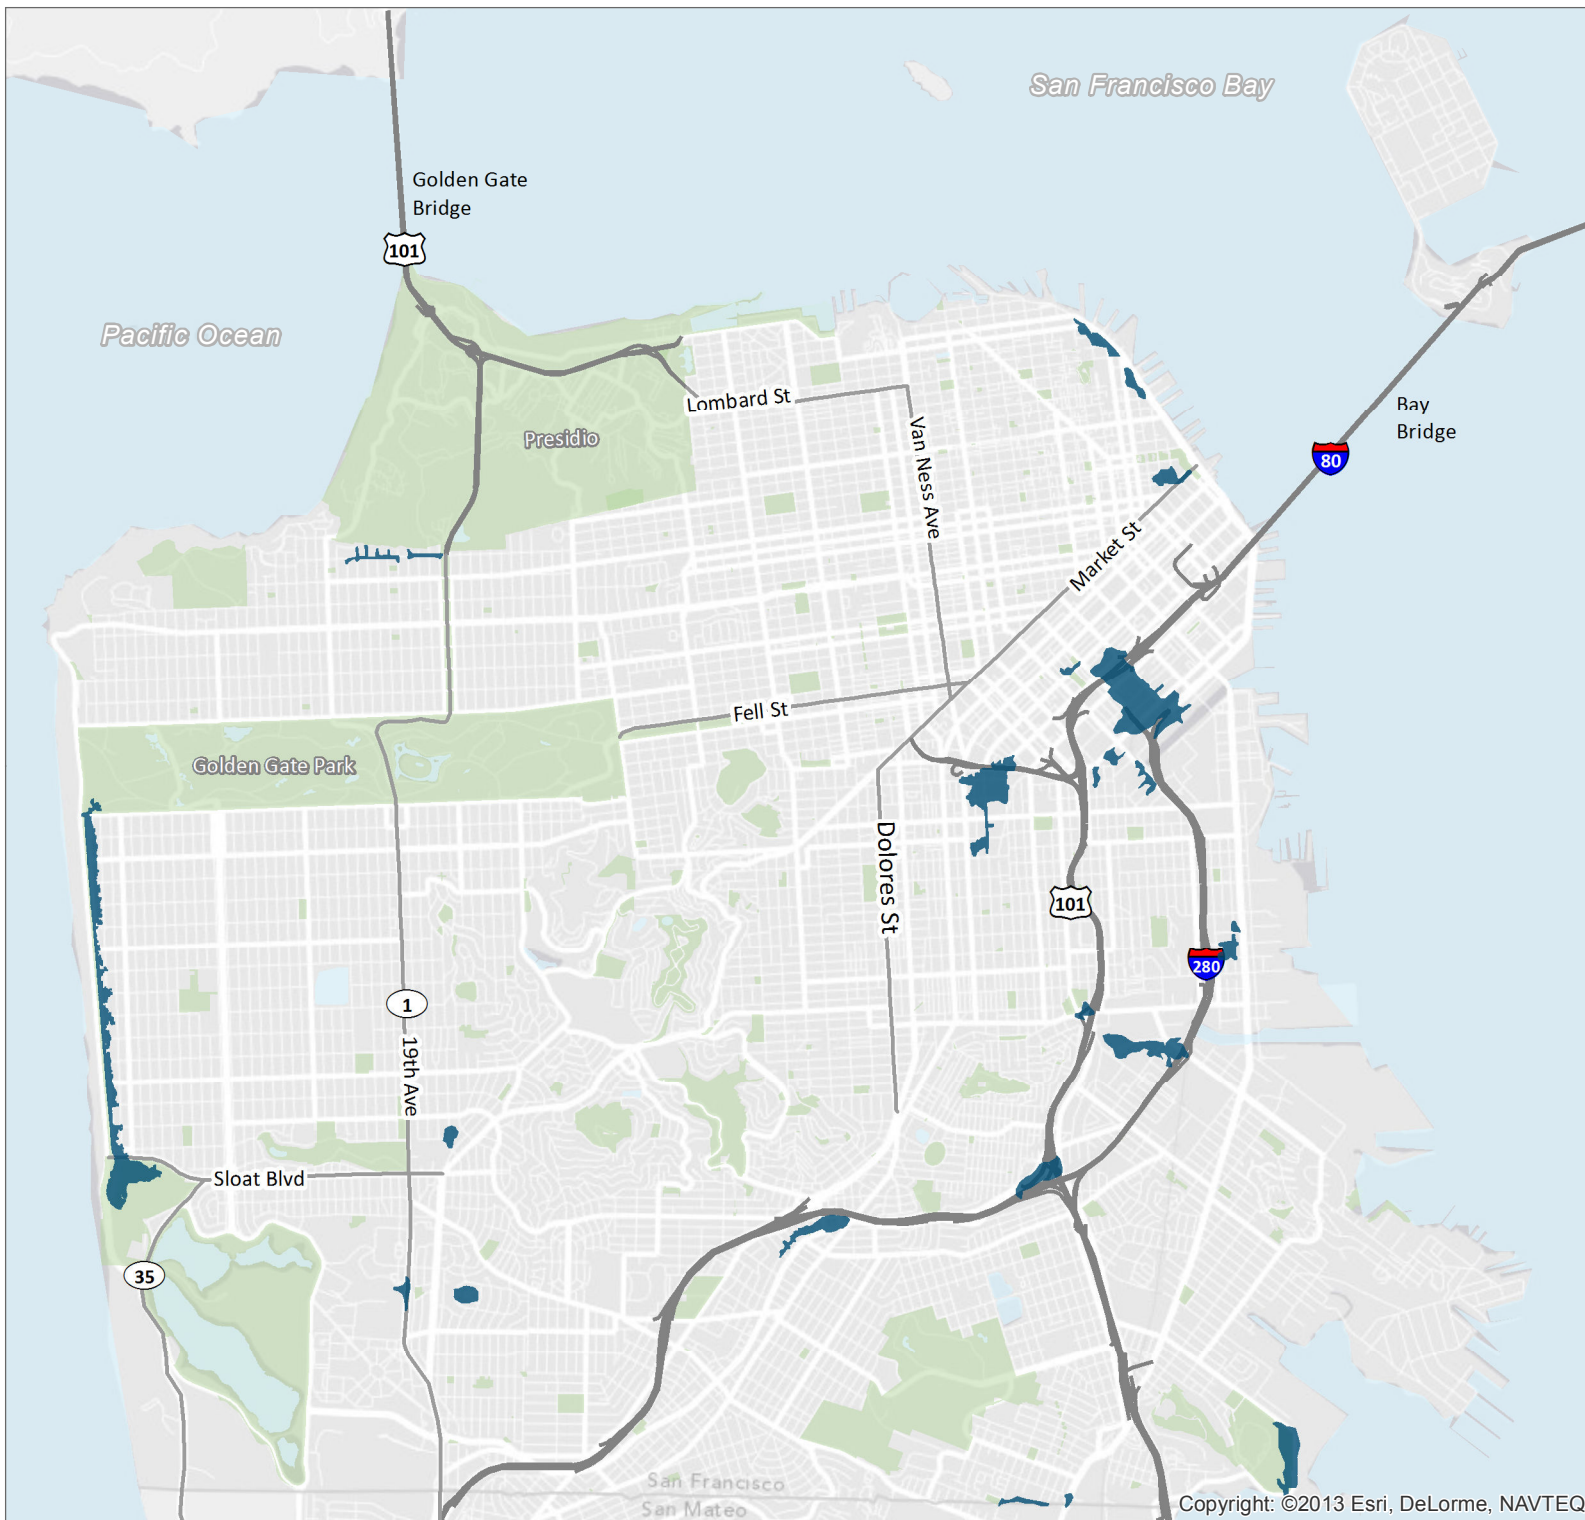 San Francisco Bay
Golden Gate
Bridge
101
Pacific Ocean
Bay
Bridge
Lombard St
Presidio
Van Ness Ave
80
Market St
Fell St
Golden Gate Park
Dolores St
101
280
1
19th Ave
Sloat Blvd
35
San Francisco
San Mateo
Copyright: ©2013 Esri, DeLorme, NAVTEQ